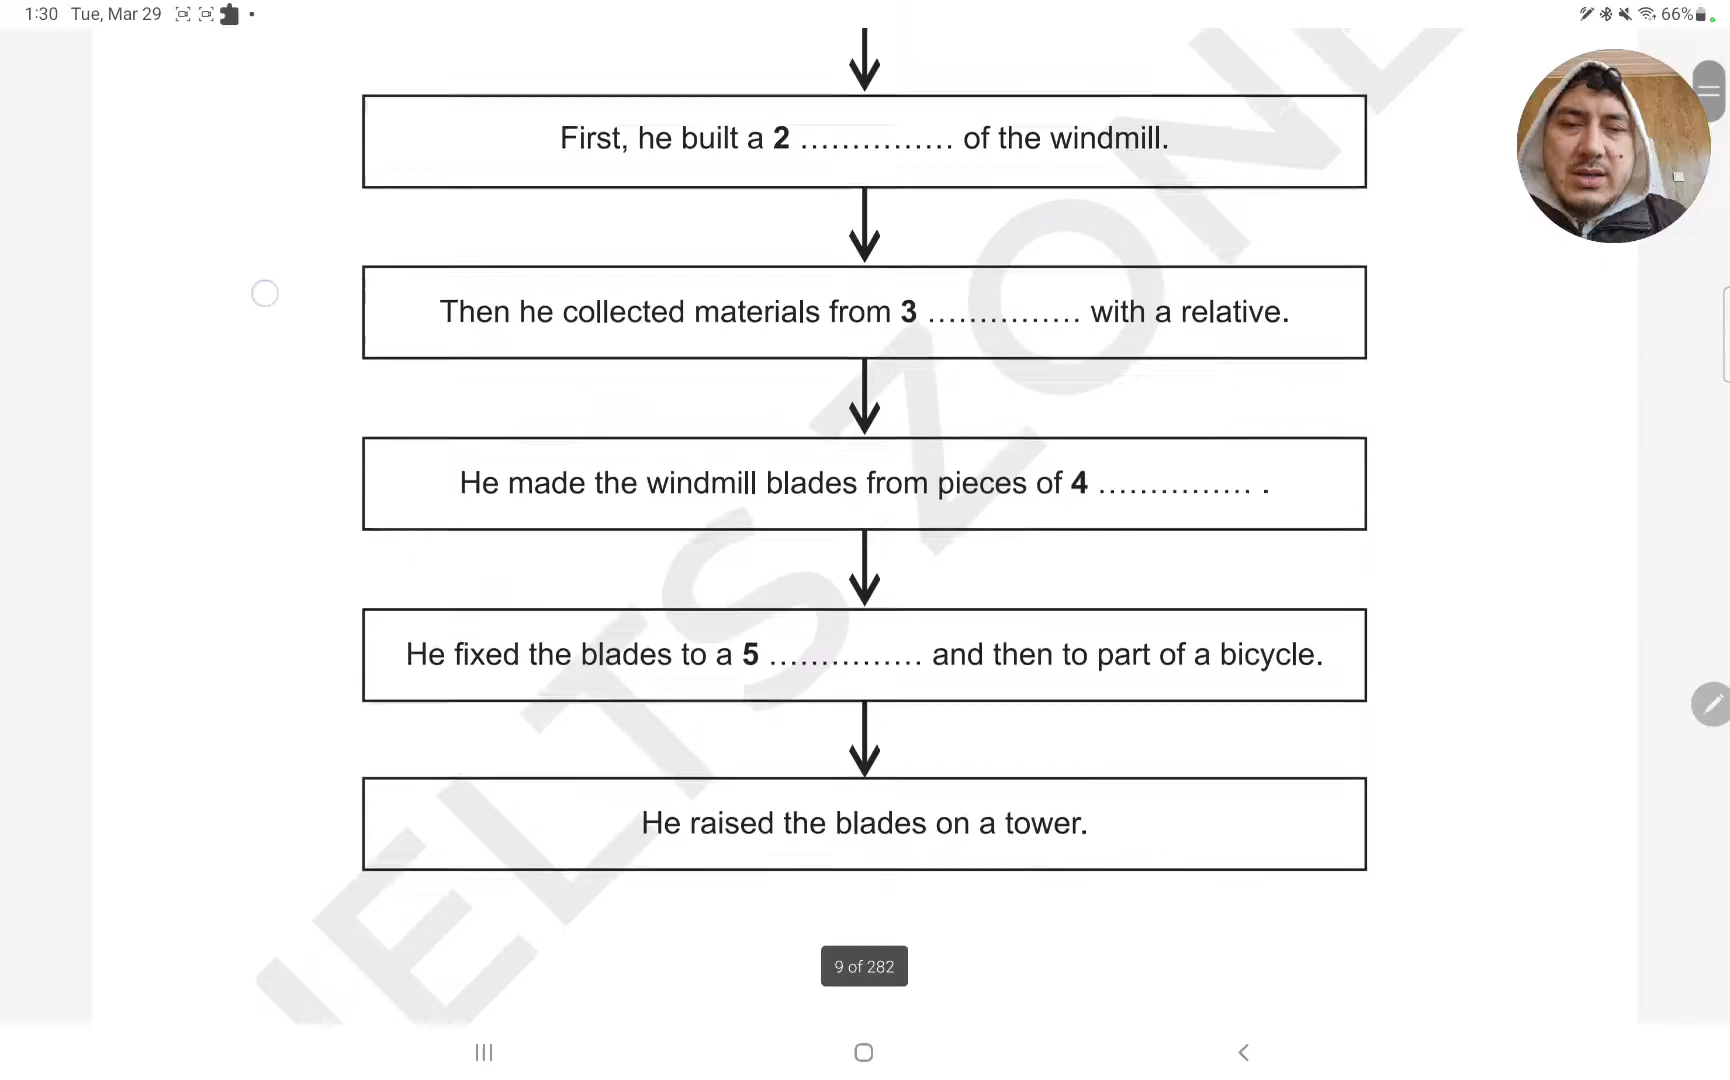 1:30 Tue, Mar 29
66%
First, he built a 2 ............... of the windmill.
Then he collected materials from 3 ............... with a relative.
He made the windmill blades from pieces of 4 ............... .
He fixed the blades to a 5 ............... and then to part of a bicycle.
He raised the blades on a tower.
IELTS ZONE
9 of 282